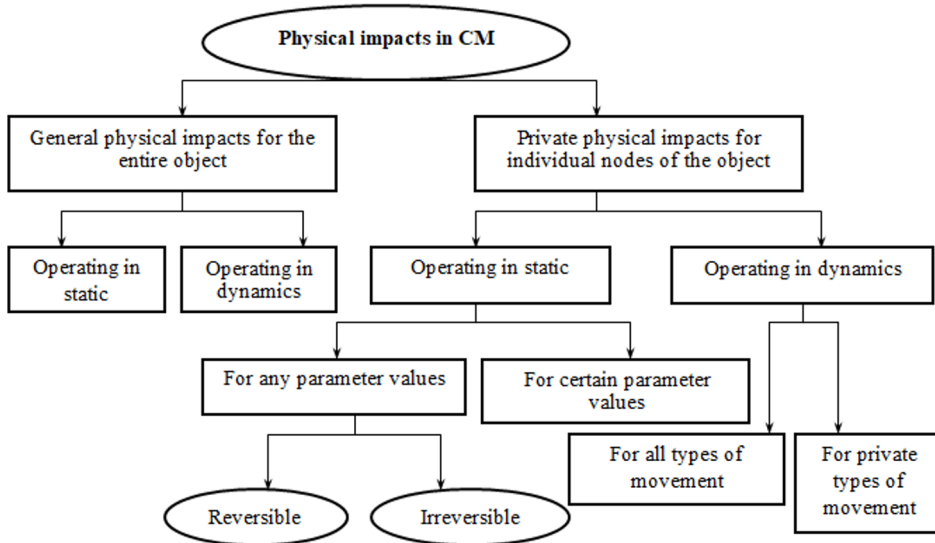 Physical impacts in CM
General physical impacts for the
entire object
Private physical impacts for
individual nodes of the object
Operating in
static
Operating in
dynamics
Operating in static
Operating in dynamics
For any parameter values
For certain parameter
values
For all types of
movement
For private
types of
movement
Reversible
Irreversible